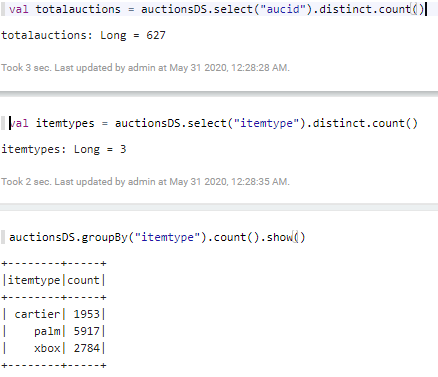 val totalauctions = auctionsDS.select("aucid").distinct.count()
totalauctions: Long = 627
Took 3 sec. Last updated by admin at May 31 2020, 12:28:28 AM.
val itemtypes = auctionsDS.select("itemtype").distinct.count()
itemtypes: Long = 3
Took 2 sec. Last updated by admin at May 31 2020, 12:28:35 AM.
auctionsDS.groupBy("itemtype").count().show()
+--------+-----+
|itemtype|count|
+--------+-----+
| cartier| 1953|
|    palm| 5917|
|    xbox| 2784|
+--------+-----+